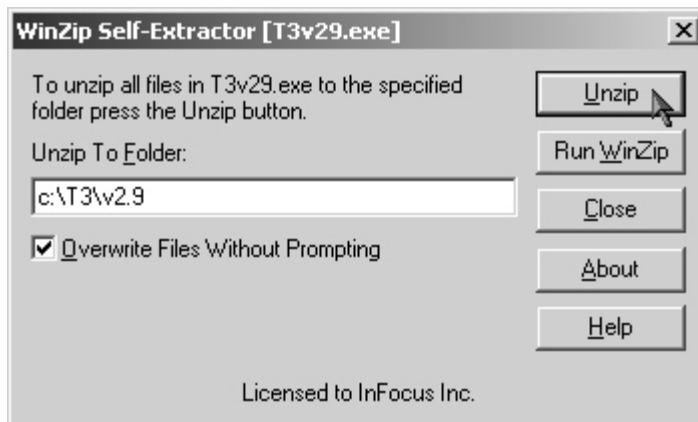 WinZip Self-Extractor [T3v29.exe]
To unzip all files in T3v29.exe to the specified
folder press the Unzip button.
Unzip To Folder:
c:\T3\v2.9
Overwrite Files Without Prompting
Unzip
Run WinZip
Close
About
Help
Licensed to InFocus Inc.